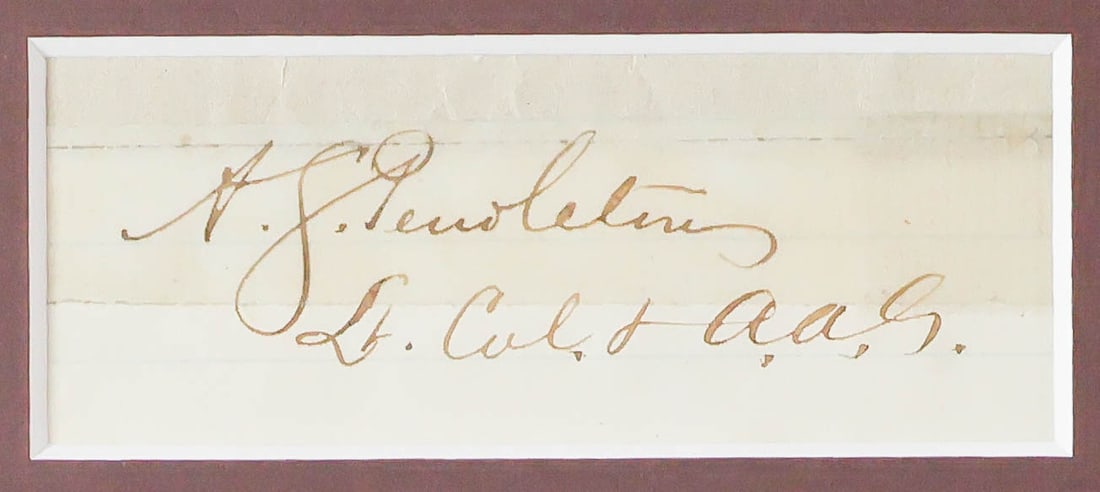 A. S. Pendleton
Lt. Col. & A.A.G.